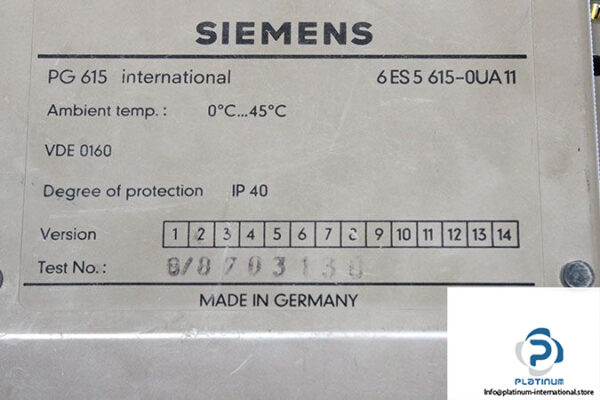 SIEMENS
PG 615 international 6ES5 615-0UA11
Ambient temp.: 0°C...45°C
VDE 0160
Degree of protection IP 40
Version 1 2 3 4 5 6 7 8 9 10 11 12 13 14
Test No.:
MADE IN GERMANY
PLATINUM
Info@platinum-international.store